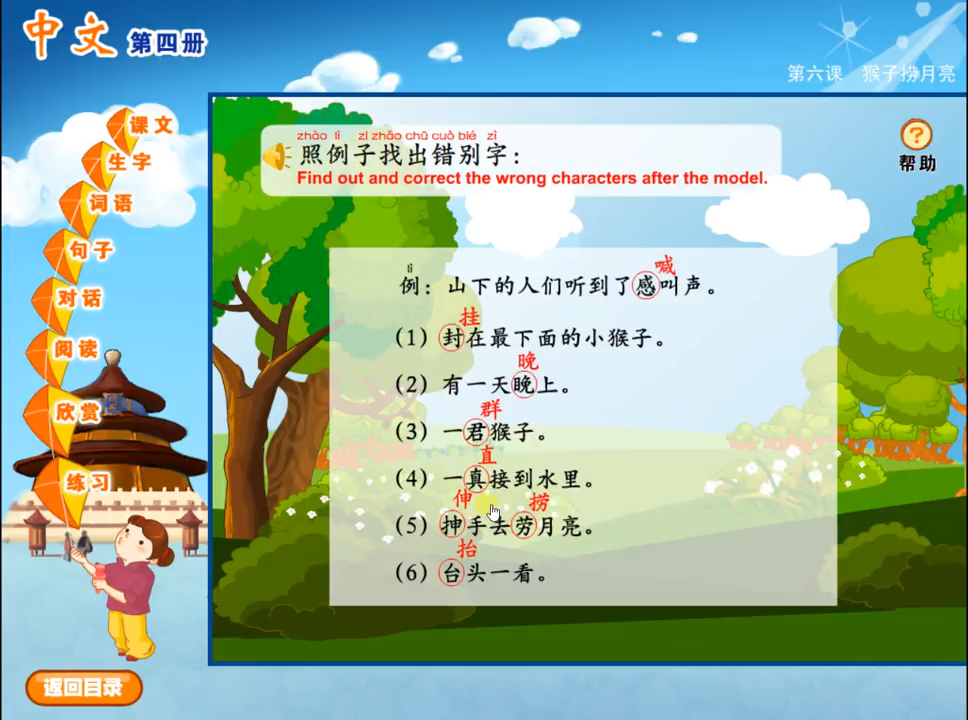 中文 第四册
第六课 猴子捞月亮
课文
生字
词语
句子
对话
阅读
欣赏
练习
返回目录
帮助
zhào lì zi zhǎo chū cuò bié zì
照例子找出错别字：
Find out and correct the wrong characters after the model.
lì
喊
例：山下的人们听到了感叫声。
挂
（1）封在最下面的小猴子。
晚
（2）有一天晚上。
群
（3）一君猴子。
直
（4）一真接到水里。
伸 捞
（5）抻手去劳月亮。
抬
（6）台头一看。